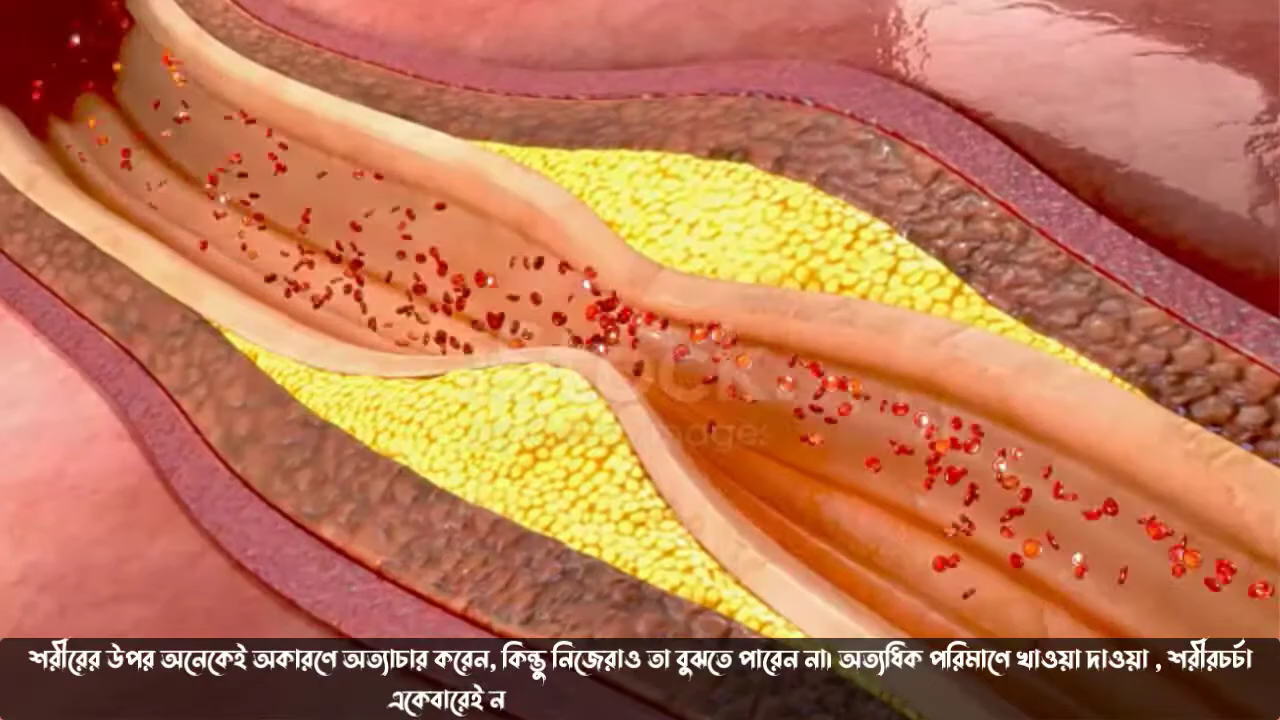 শরীরের উপর অনেকেই অকারণে অত্যাচার করেন, কিন্তু নিজেরাও তা বুঝতে পারেন না। অত্যধিক পরিমাণে খাওয়া দাওয়া , শরীরচর্চা
একেবারেই ন